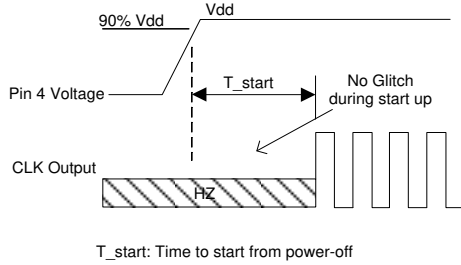 90% Vdd
Vdd
Pin 4 Voltage
T_start
No Glitch
during start up
CLK Output
HZ
T_start: Time to start from power-off